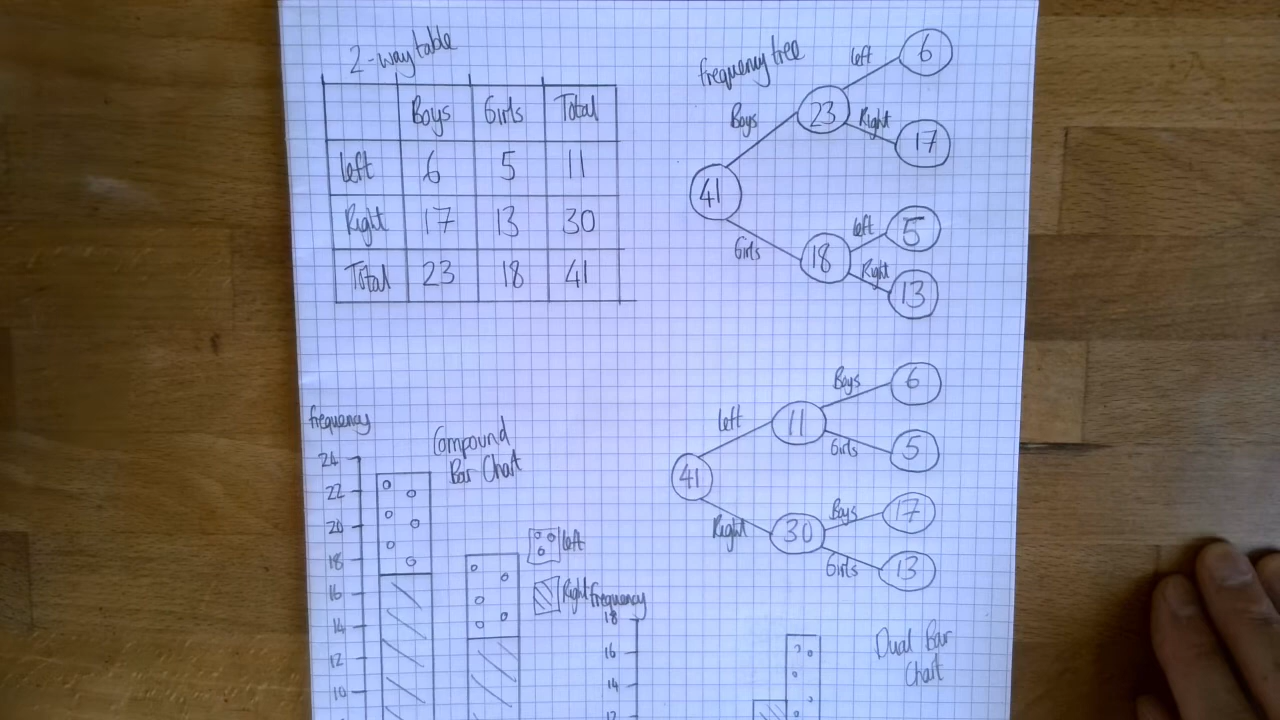 2-way table
Boys Girls Total
Left 6 5 11
Right 17 13 30
Total 23 18 41
frequency tree
Left 6
Boys 23 Right 17
41
Girls 18 Left 5
Right 13
Boys 6
Left 11 Girls 5
41
Right 30 Boys 17
Girls 13
frequency
Compound
Bar Chart
24
22
20
18
16
14
12
10
Left
Right
frequency
18
16
14
12
Dual Bar
Chart